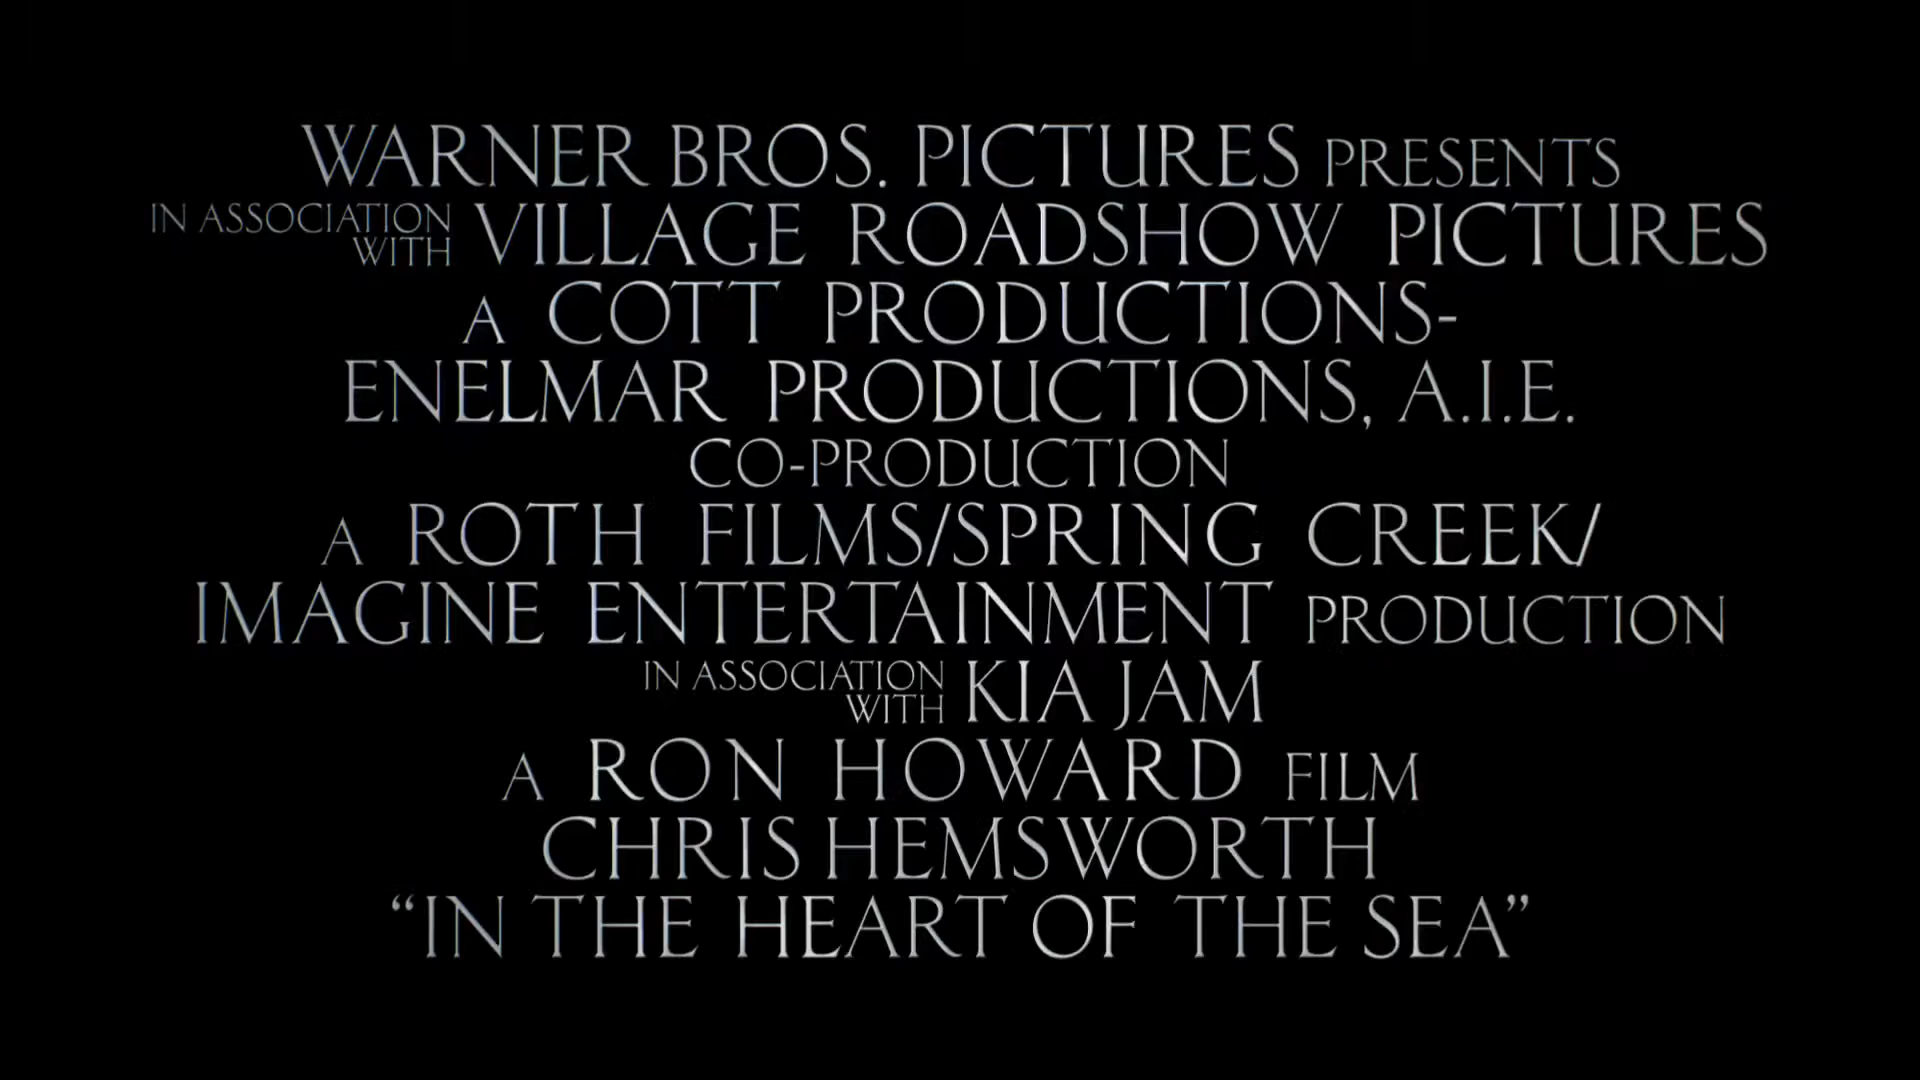 WARNER BROS. PICTURES PRESENTS
IN ASSOCIATION WITH VILLAGE ROADSHOW PICTURES
A COTT PRODUCTIONS-
ENELMAR PRODUCTIONS, A.I.E.
CO-PRODUCTION
A ROTH FILMS/SPRING CREEK/
IMAGINE ENTERTAINMENT PRODUCTION
IN ASSOCIATION WITH KIA JAM
A RON HOWARD FILM
CHRIS HEMSWORTH
“IN THE HEART OF THE SEA”